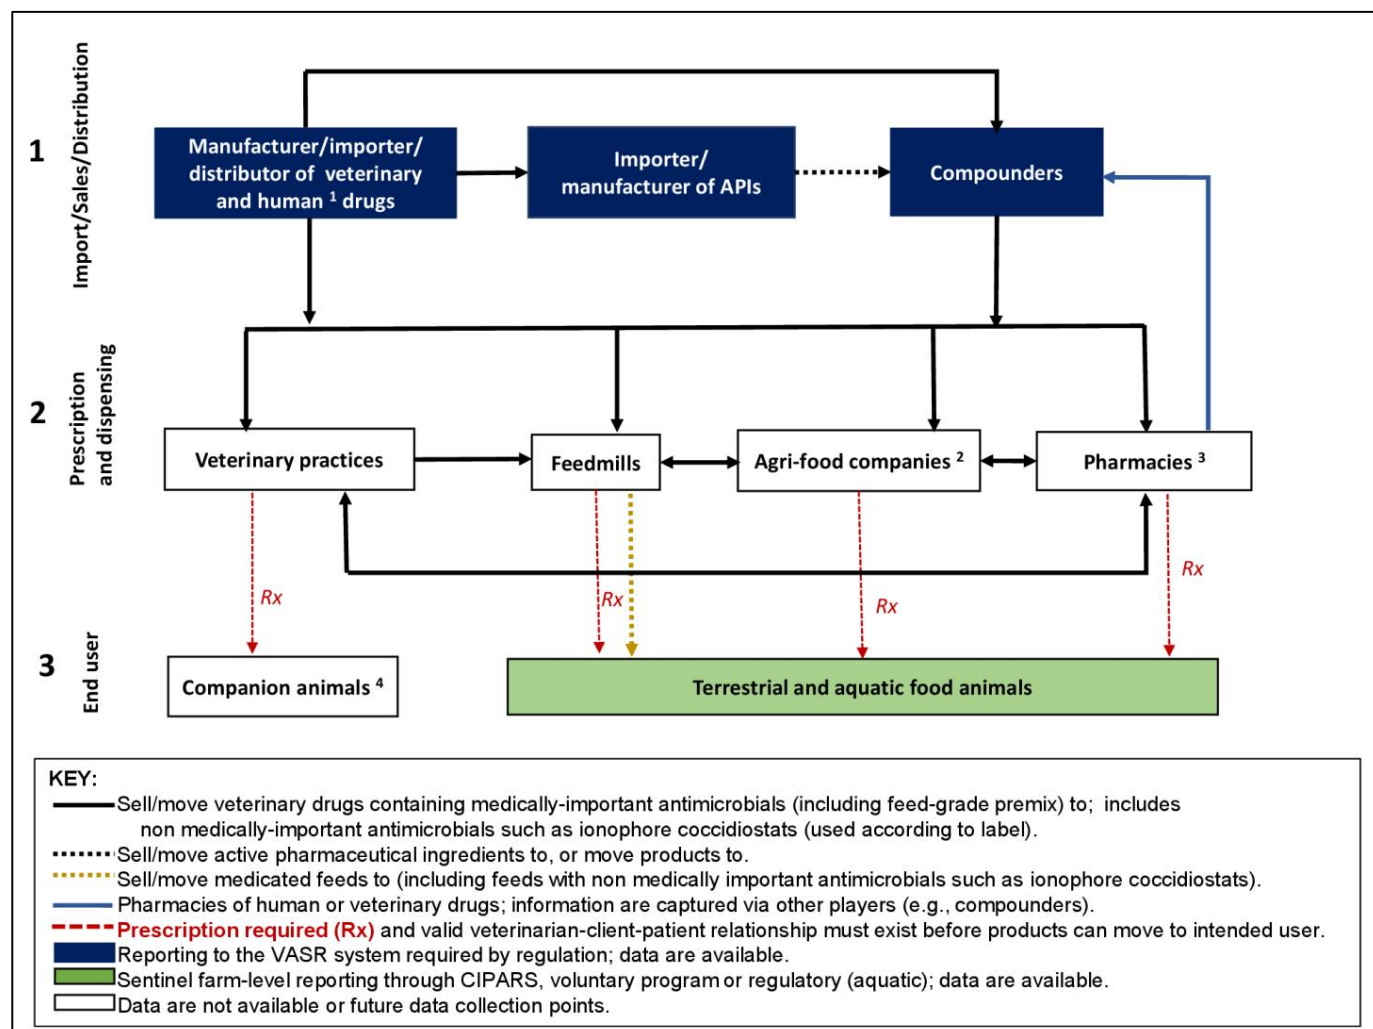 1
Import/Sales/Distribution
Manufacturer/importer/
distributor of veterinary
and human 1 drugs
Importer/
manufacturer of APIs
Compounders
2
Prescription
and dispensing
Veterinary practices
Feedmills
Agri-food companies 2
Pharmacies 3
Rx
Rx
Rx
Rx
3
End user
Companion animals 4
Terrestrial and aquatic food animals
KEY:
Sell/move veterinary drugs containing medically-important antimicrobials (including feed-grade premix) to; includes
non medically-important antimicrobials such as ionophore coccidiostats (used according to label).
Sell/move active pharmaceutical ingredients to, or move products to.
Sell/move medicated feeds to (including feeds with non medically important antimicrobials such as ionophore coccidiostats).
Pharmacies of human or veterinary drugs; information are captured via other players (e.g., compounders).
Prescription required (Rx) and valid veterinarian-client-patient relationship must exist before products can move to intended user.
Reporting to the VASR system required by regulation; data are available.
Sentinel farm-level reporting through CIPARS, voluntary program or regulatory (aquatic); data are available.
Data are not available or future data collection points.